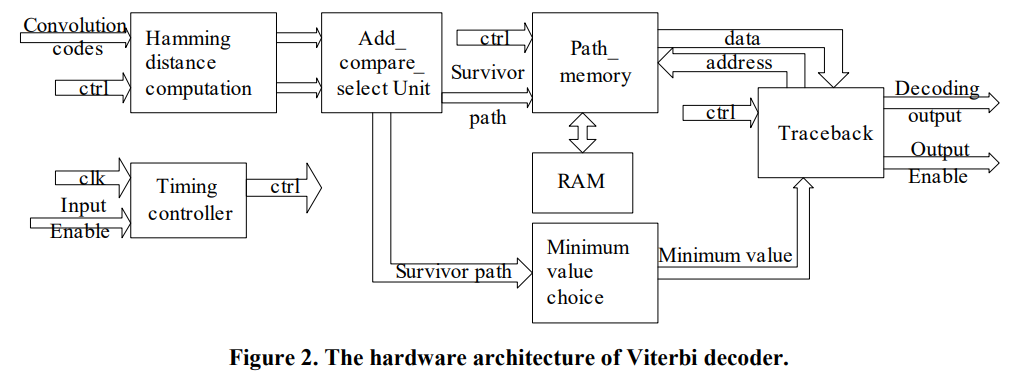 Convolution
codes
ctrl
Hamming
distance
computation
Add_
compare_
select Unit
ctrl
Survivor
path
Path_
memory
data
address
ctrl
Traceback
Decoding
output
Output
Enable
RAM
clk
Input
Enable
Timing
controller
ctrl
Survivor path
Minimum
value
choice
Minimum value
Figure 2. The hardware architecture of Viterbi decoder.